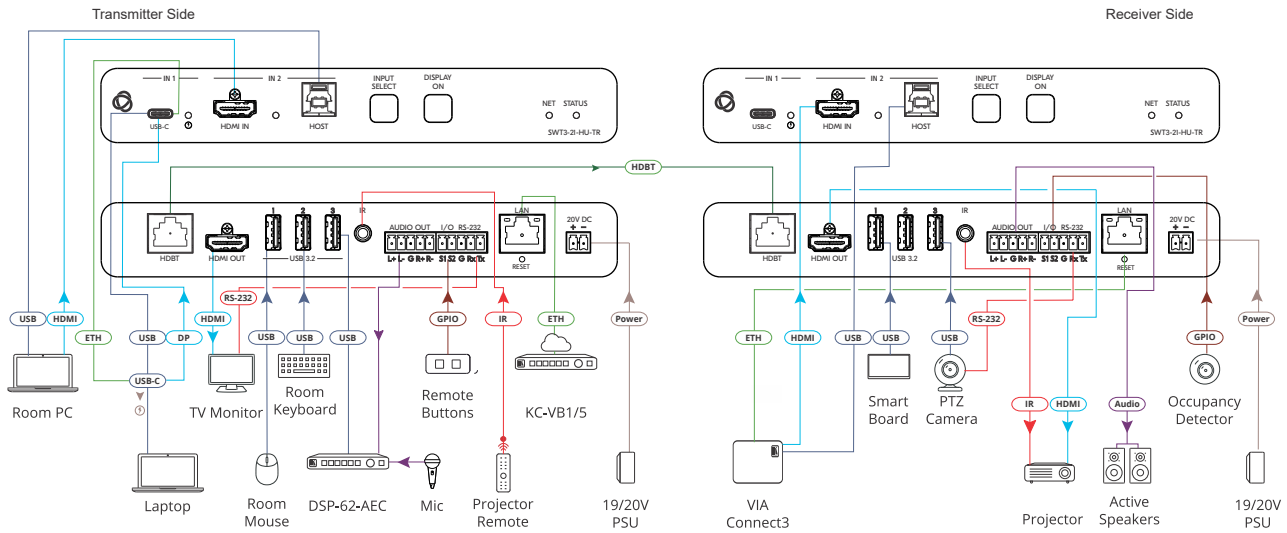 Transmitter Side
Receiver Side
IN 1
IN 2
INPUT
SELECT
DISPLAY
ON
USB-C
HDMI IN
HOST
NET STATUS
SWT3-2I-HU-TR
IN 1
IN 2
INPUT
SELECT
DISPLAY
ON
USB-C
HDMI IN
HOST
NET STATUS
SWT3-2I-HU-TR
HDBT
1 2 3 IR
LAN
20V DC
+ −
AUDIO OUT I/O RS-232
HDBT
HDMI OUT
USB 3.2
L+ L- G R+ R- S1 S2 G Rx Tx
RESET
1 2 3 IR
LAN
20V DC
+ −
AUDIO OUT I/O RS-232
HDBT
HDMI OUT
USB 3.2
L+ L- G R+ R- S1 S2 G Rx Tx
RESET
RS-232
USB HDMI HDMI GPIO IR ETH Power
ETH USB DP USB USB USB
USB-C
Room PC
TV Monitor
Room
Keyboard
Remote
Buttons
KC-VB1/5
Laptop
Room
Mouse
DSP-62-AEC
Mic
Projector
Remote
19/20V
PSU
RS-232 Power
ETH HDMI USB USB USB GPIO
Smart
Board
PTZ
Camera
IR HDMI Audio
Occupancy
Detector
VIA
Connect3
Projector
Active
Speakers
19/20V
PSU